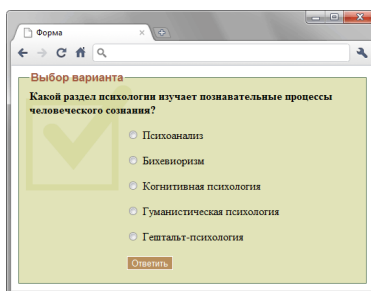 Форма
Выбор варианта
Какой раздел психологии изучает познавательные процессы
человеческого сознания?
Психоанализ
Бихевиоризм
Когнитивная психология
Гуманистическая психология
Гештальт-психология
Ответить